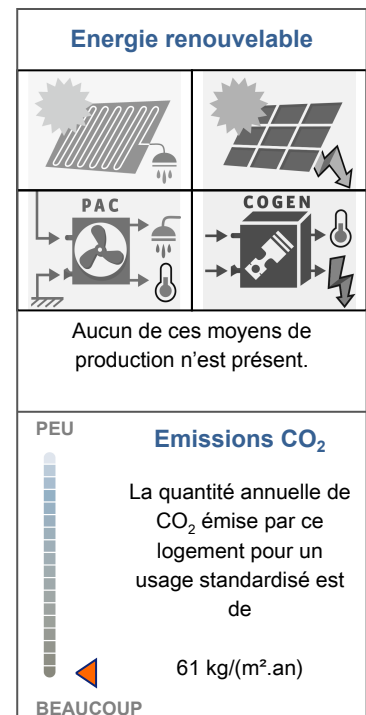 Energie renouvelable
PAC
COGEN
Aucun de ces moyens de
production n'est présent.
PEU
Emissions CO₂
La quantité annuelle de
CO₂ émise par ce
logement pour un
usage standardisé est
de
61 kg/(m².an)
BEAUCOUP